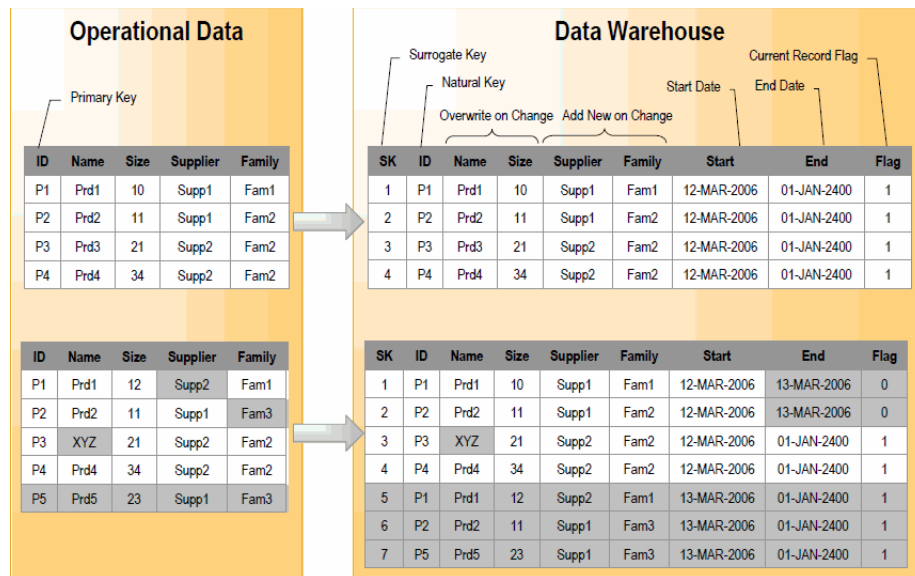 Operational Data
Primary Key
ID Name Size Supplier Family
P1 Prd1 10 Supp1 Fam1
P2 Prd2 11 Supp1 Fam2
P3 Prd3 21 Supp2 Fam2
P4 Prd4 34 Supp2 Fam2
ID Name Size Supplier Family
P1 Prd1 12 Supp2 Fam1
P2 Prd2 11 Supp1 Fam3
P3 XYZ 21 Supp2 Fam2
P4 Prd4 34 Supp2 Fam2
P5 Prd5 23 Supp1 Fam3
Data Warehouse
Surrogate Key
Current Record Flag
Natural Key
Start Date
End Date
Overwrite on Change
Add New on Change
SK ID Name Size Supplier Family Start End Flag
1 P1 Prd1 10 Supp1 Fam1 12-MAR-2006 01-JAN-2400 1
2 P2 Prd2 11 Supp1 Fam2 12-MAR-2006 01-JAN-2400 1
3 P3 Prd3 21 Supp2 Fam2 12-MAR-2006 01-JAN-2400 1
4 P4 Prd4 34 Supp2 Fam2 12-MAR-2006 01-JAN-2400 1
SK ID Name Size Supplier Family Start End Flag
1 P1 Prd1 10 Supp1 Fam1 12-MAR-2006 13-MAR-2006 0
2 P2 Prd2 11 Supp1 Fam2 12-MAR-2006 13-MAR-2006 0
3 P3 XYZ 21 Supp2 Fam2 12-MAR-2006 01-JAN-2400 1
4 P4 Prd4 34 Supp2 Fam2 12-MAR-2006 01-JAN-2400 1
5 P1 Prd1 12 Supp2 Fam1 13-MAR-2006 01-JAN-2400 1
6 P2 Prd2 11 Supp1 Fam3 13-MAR-2006 01-JAN-2400 1
7 P5 Prd5 23 Supp1 Fam3 13-MAR-2006 01-JAN-2400 1